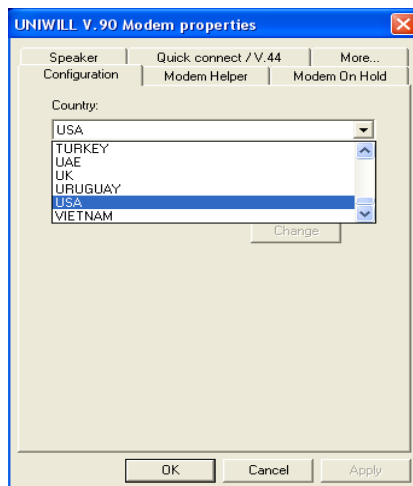 UNIWILL V.90 Modem properties
Speaker Quick connect / V.44 More...
Configuration Modem Helper Modem On Hold
Country:
USA
TURKEY
UAE
UK
URUGUAY
USA
VIETNAM
Change
OK Cancel Apply